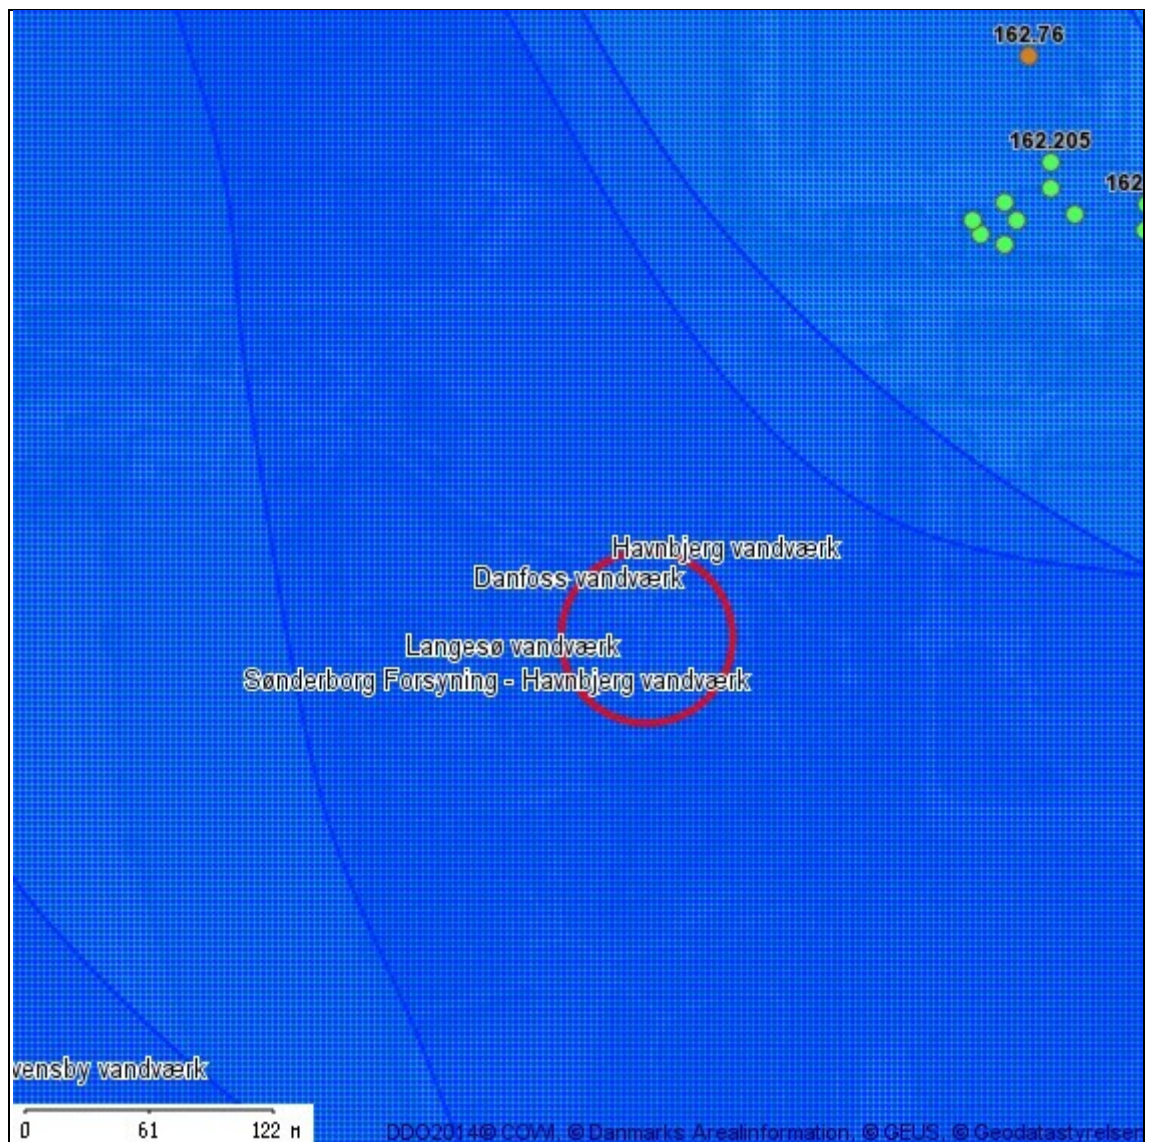 162.76
162.205
162
Havnbjerg vandværk
Danfoss vandværk
Langesø vandværk
Sønderborg Forsyning - Havnbjerg vandværk
vensby vandværk
0 61 122 M
DDO2014© COWI, © Danmarks Arealinformation, © GEUS, © Geodatastyrelsen